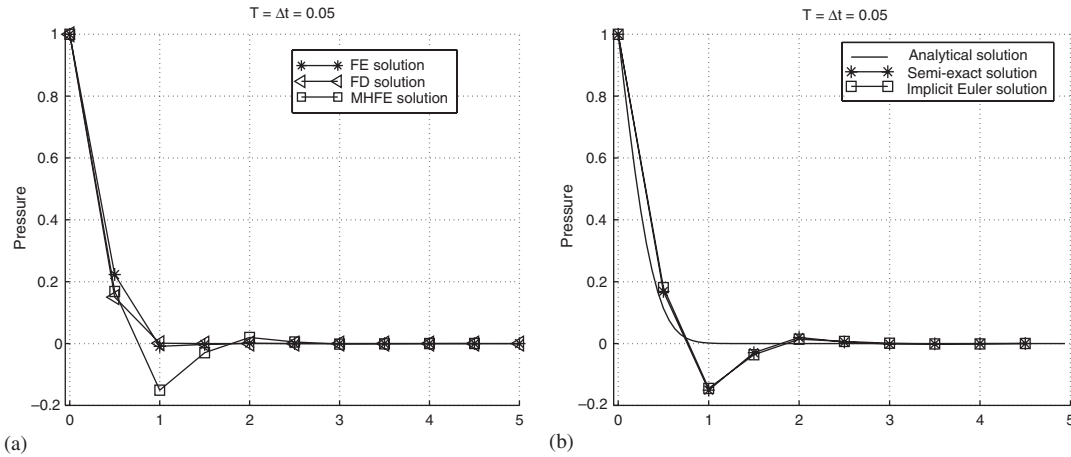 T = Δt = 0.05
1
0.8
0.6
0.4
0.2
0
−0.2
Pressure
FE solution
FD solution
MHFE solution
0 1 2 3 4 5
(a)
T = Δt = 0.05
1
0.8
0.6
0.4
0.2
0
−0.2
Pressure
Analytical solution
Semi-exact solution
Implicit Euler solution
0 1 2 3 4 5
(b)